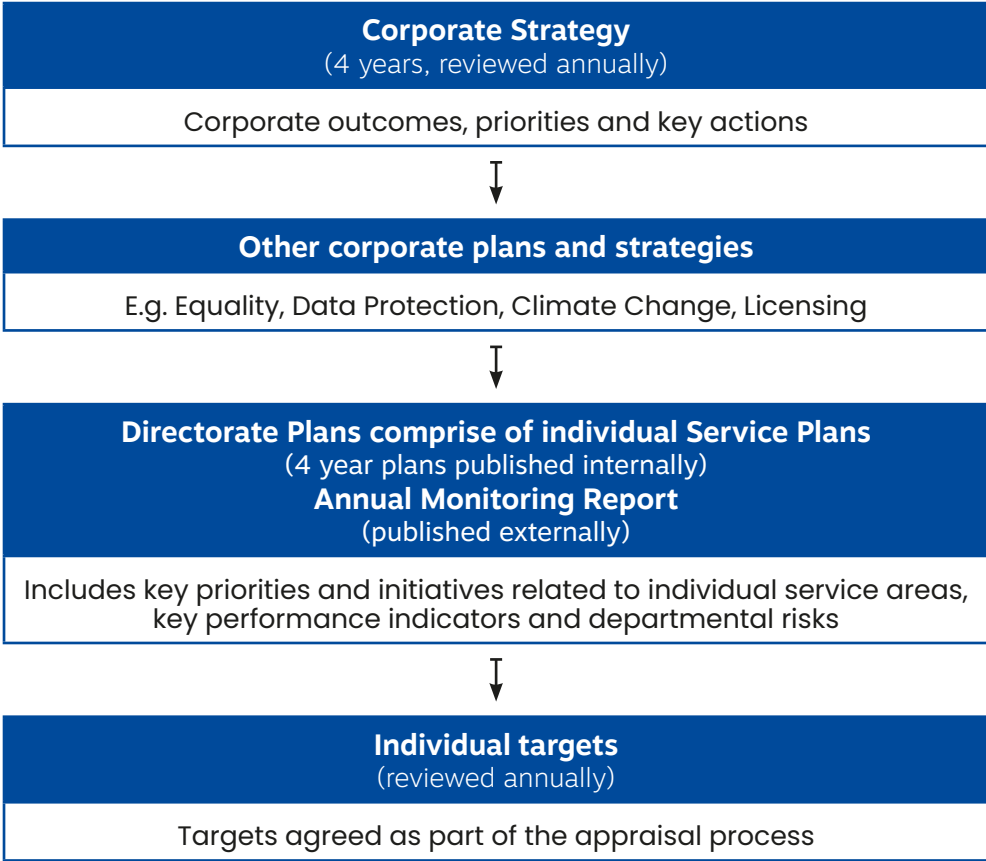 Corporate Strategy
(4 years, reviewed annually)
Corporate outcomes, priorities and key actions
Other corporate plans and strategies
E.g. Equality, Data Protection, Climate Change, Licensing
Directorate Plans comprise of individual Service Plans
(4 year plans published internally)
Annual Monitoring Report
(published externally)
Includes key priorities and initiatives related to individual service areas,
key performance indicators and departmental risks
Individual targets
(reviewed annually)
Targets agreed as part of the appraisal process